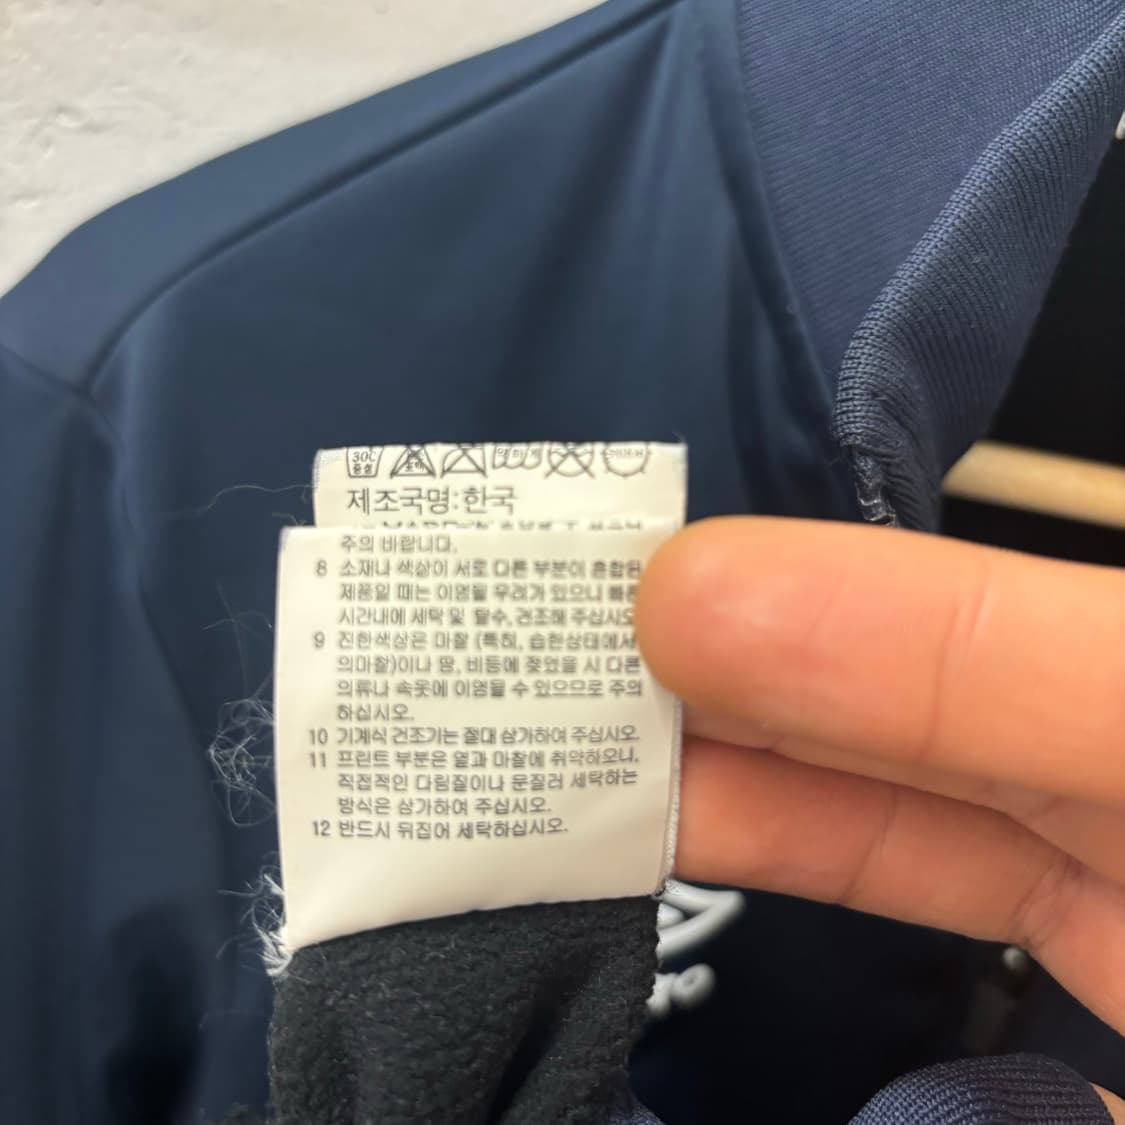 30C
중성
제조국명:한국
주의 바랍니다.
8 소재나 색상이 서로 다른 부분이 혼합된
제품일 때는 이염될 우려가 있으니 빠른
시간내에 세탁 및 탈수, 건조해 주십시오
9 진한색상은 마찰 (특히, 습한상태에서
의마찰)이나 땀, 비등에 젖었을 시 다른
의류나 속옷에 이염될 수 있으므로 주의
하십시오.
10 기계식 건조기는 절대 삼가하여 주십시오.
11 프린트 부분은 열과 마찰에 취약하오니,
직접적인 다림질이나 문질러 세탁하는
방식은 삼가하여 주십시오.
12 반드시 뒤집어 세탁하십시오.